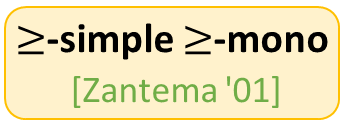 ≥-simple ≥-mono
[Zantema '01]